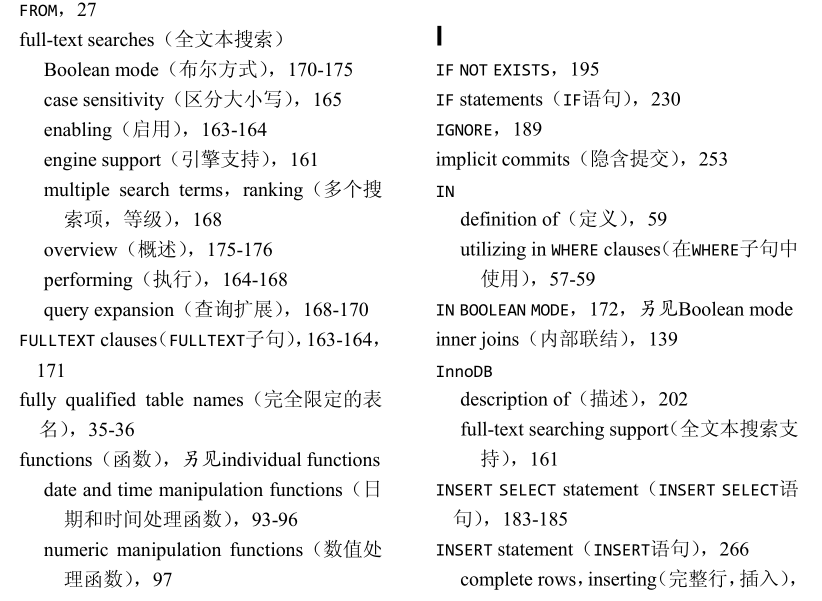 FROM，27
full-text searches（全文本搜索）
Boolean mode（布尔方式），170-175
case sensitivity（区分大小写），165
enabling（启用），163-164
engine support（引擎支持），161
multiple search terms，ranking（多个搜
索项，等级），168
overview（概述），175-176
performing（执行），164-168
query expansion（查询扩展），168-170
FULLTEXT clauses（FULLTEXT子句），163-164，
171
fully qualified table names（完全限定的表
名），35-36
functions（函数），另见individual functions
date and time manipulation functions（日
期和时间处理函数），93-96
numeric manipulation functions（数值处
理函数），97
I
IF NOT EXISTS，195
IF statements（IF语句），230
IGNORE，189
implicit commits（隐含提交），253
IN
definition of（定义），59
utilizing in WHERE clauses（在WHERE子句中
使用），57-59
IN BOOLEAN MODE，172，另见Boolean mode
inner joins（内部联结），139
InnoDB
description of（描述），202
full-text searching support（全文本搜索支
持），161
INSERT SELECT statement（INSERT SELECT语
句），183-185
INSERT statement（INSERT语句），266
complete rows，inserting（完整行，插入），